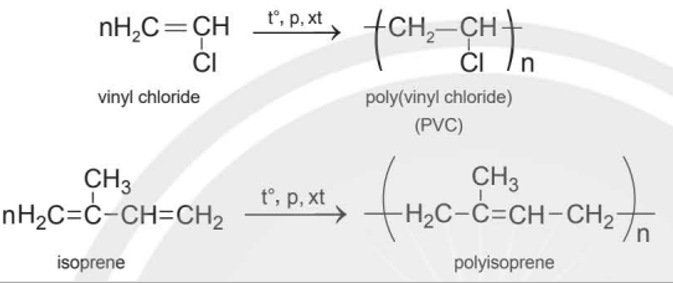 nH₂C=CH t°, p, xt (CH₂–CH)n
Cl Cl
vinyl chloride poly(vinyl chloride)
(PVC)
CH₃ CH₃
nH₂C=C-CH=CH₂ t°, p, xt (H₂C-C=CH-CH₂)n
isoprene polyisoprene